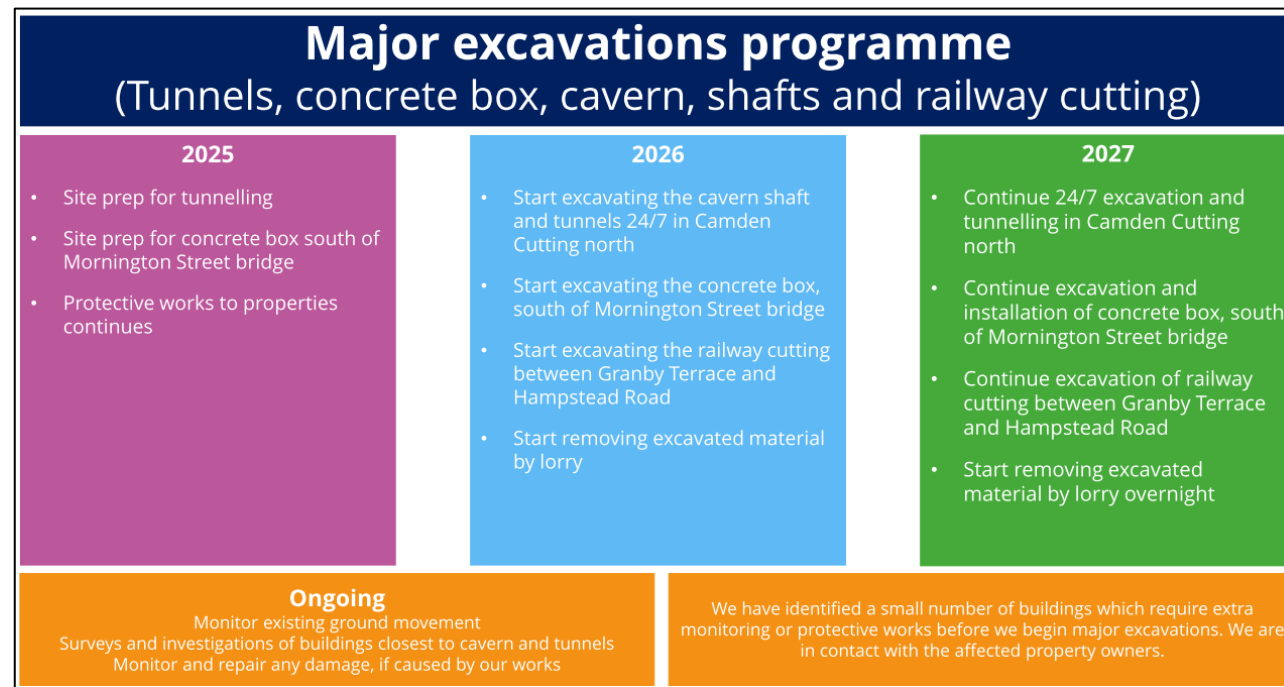 Major excavations programme
(Tunnels, concrete box, cavern, shafts and railway cutting)
2025
• Site prep for tunnelling
• Site prep for concrete box south of
Mornington Street bridge
• Protective works to properties
continues
2026
• Start excavating the cavern shaft
and tunnels 24/7 in Camden
Cutting north
• Start excavating the concrete box,
south of Mornington Street bridge
• Start excavating the railway cutting
between Granby Terrace and
Hampstead Road
• Start removing excavated material
by lorry
2027
• Continue 24/7 excavation and
tunnelling in Camden Cutting
north
• Continue excavation and
installation of concrete box, south
of Mornington Street bridge
• Continue excavation of railway
cutting between Granby Terrace
and Hampstead Road
• Start removing excavated
material by lorry overnight
Ongoing
Monitor existing ground movement
Surveys and investigations of buildings closest to cavern and tunnels
Monitor and repair any damage, if caused by our works
We have identified a small number of buildings which require extra
monitoring or protective works before we begin major excavations. We are
in contact with the affected property owners.